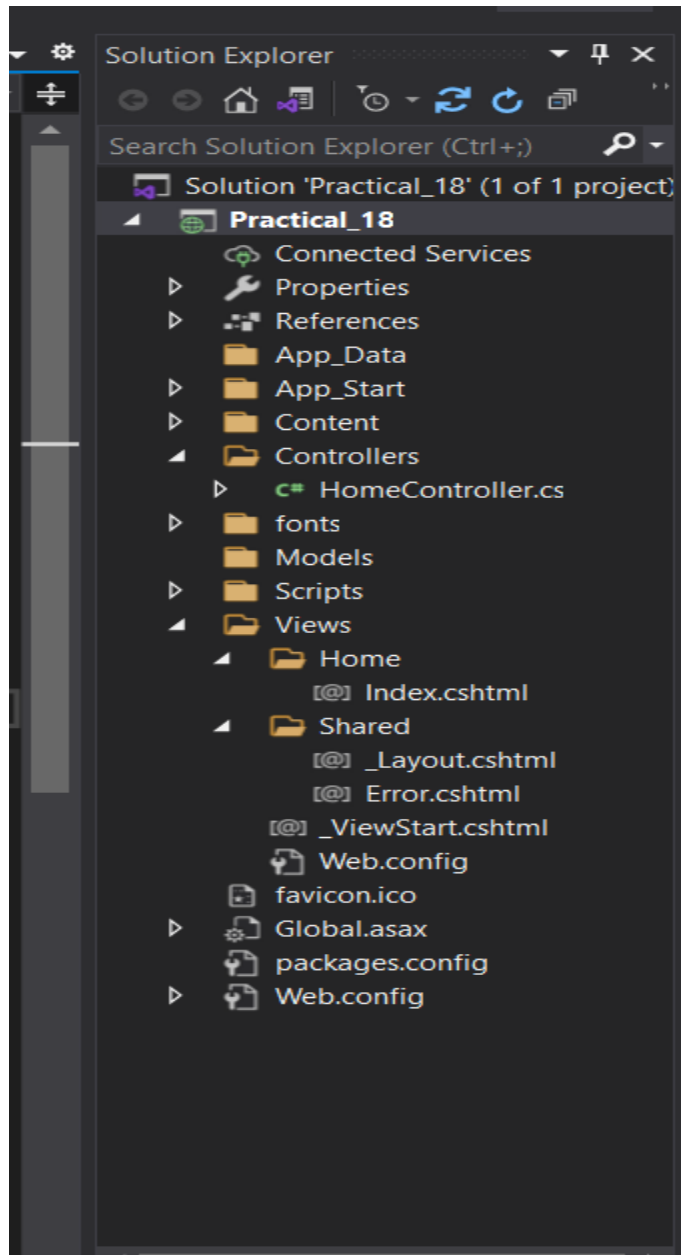 Solution Explorer
Search Solution Explorer (Ctrl+;)
Solution 'Practical_18' (1 of 1 project)
Practical_18
Connected Services
Properties
References
App_Data
App_Start
Content
Controllers
C# HomeController.cs
fonts
Models
Scripts
Views
Home
[@] Index.cshtml
Shared
[@] _Layout.cshtml
[@] Error.cshtml
[@] _ViewStart.cshtml
Web.config
favicon.ico
Global.asax
packages.config
Web.config